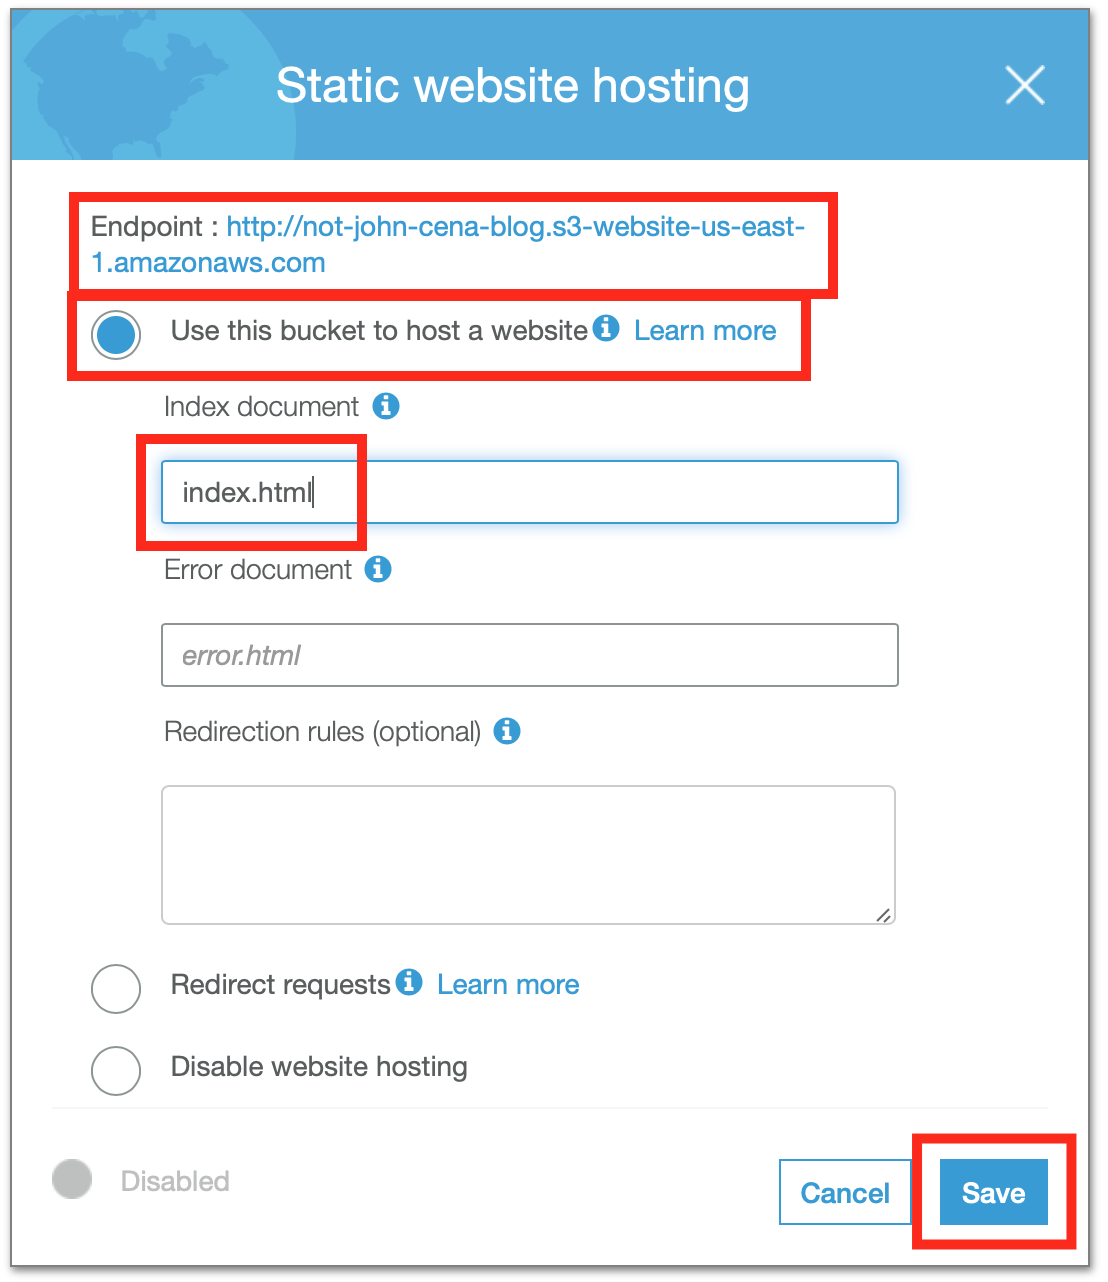 Static website hosting
Endpoint : http://not-john-cena-blog.s3-website-us-east-
1.amazonaws.com
Use this bucket to host a website Learn more
Index document
index.html
Error document
error.html
Redirection rules (optional)
Redirect requests Learn more
Disable website hosting
Disabled
Cancel
Save